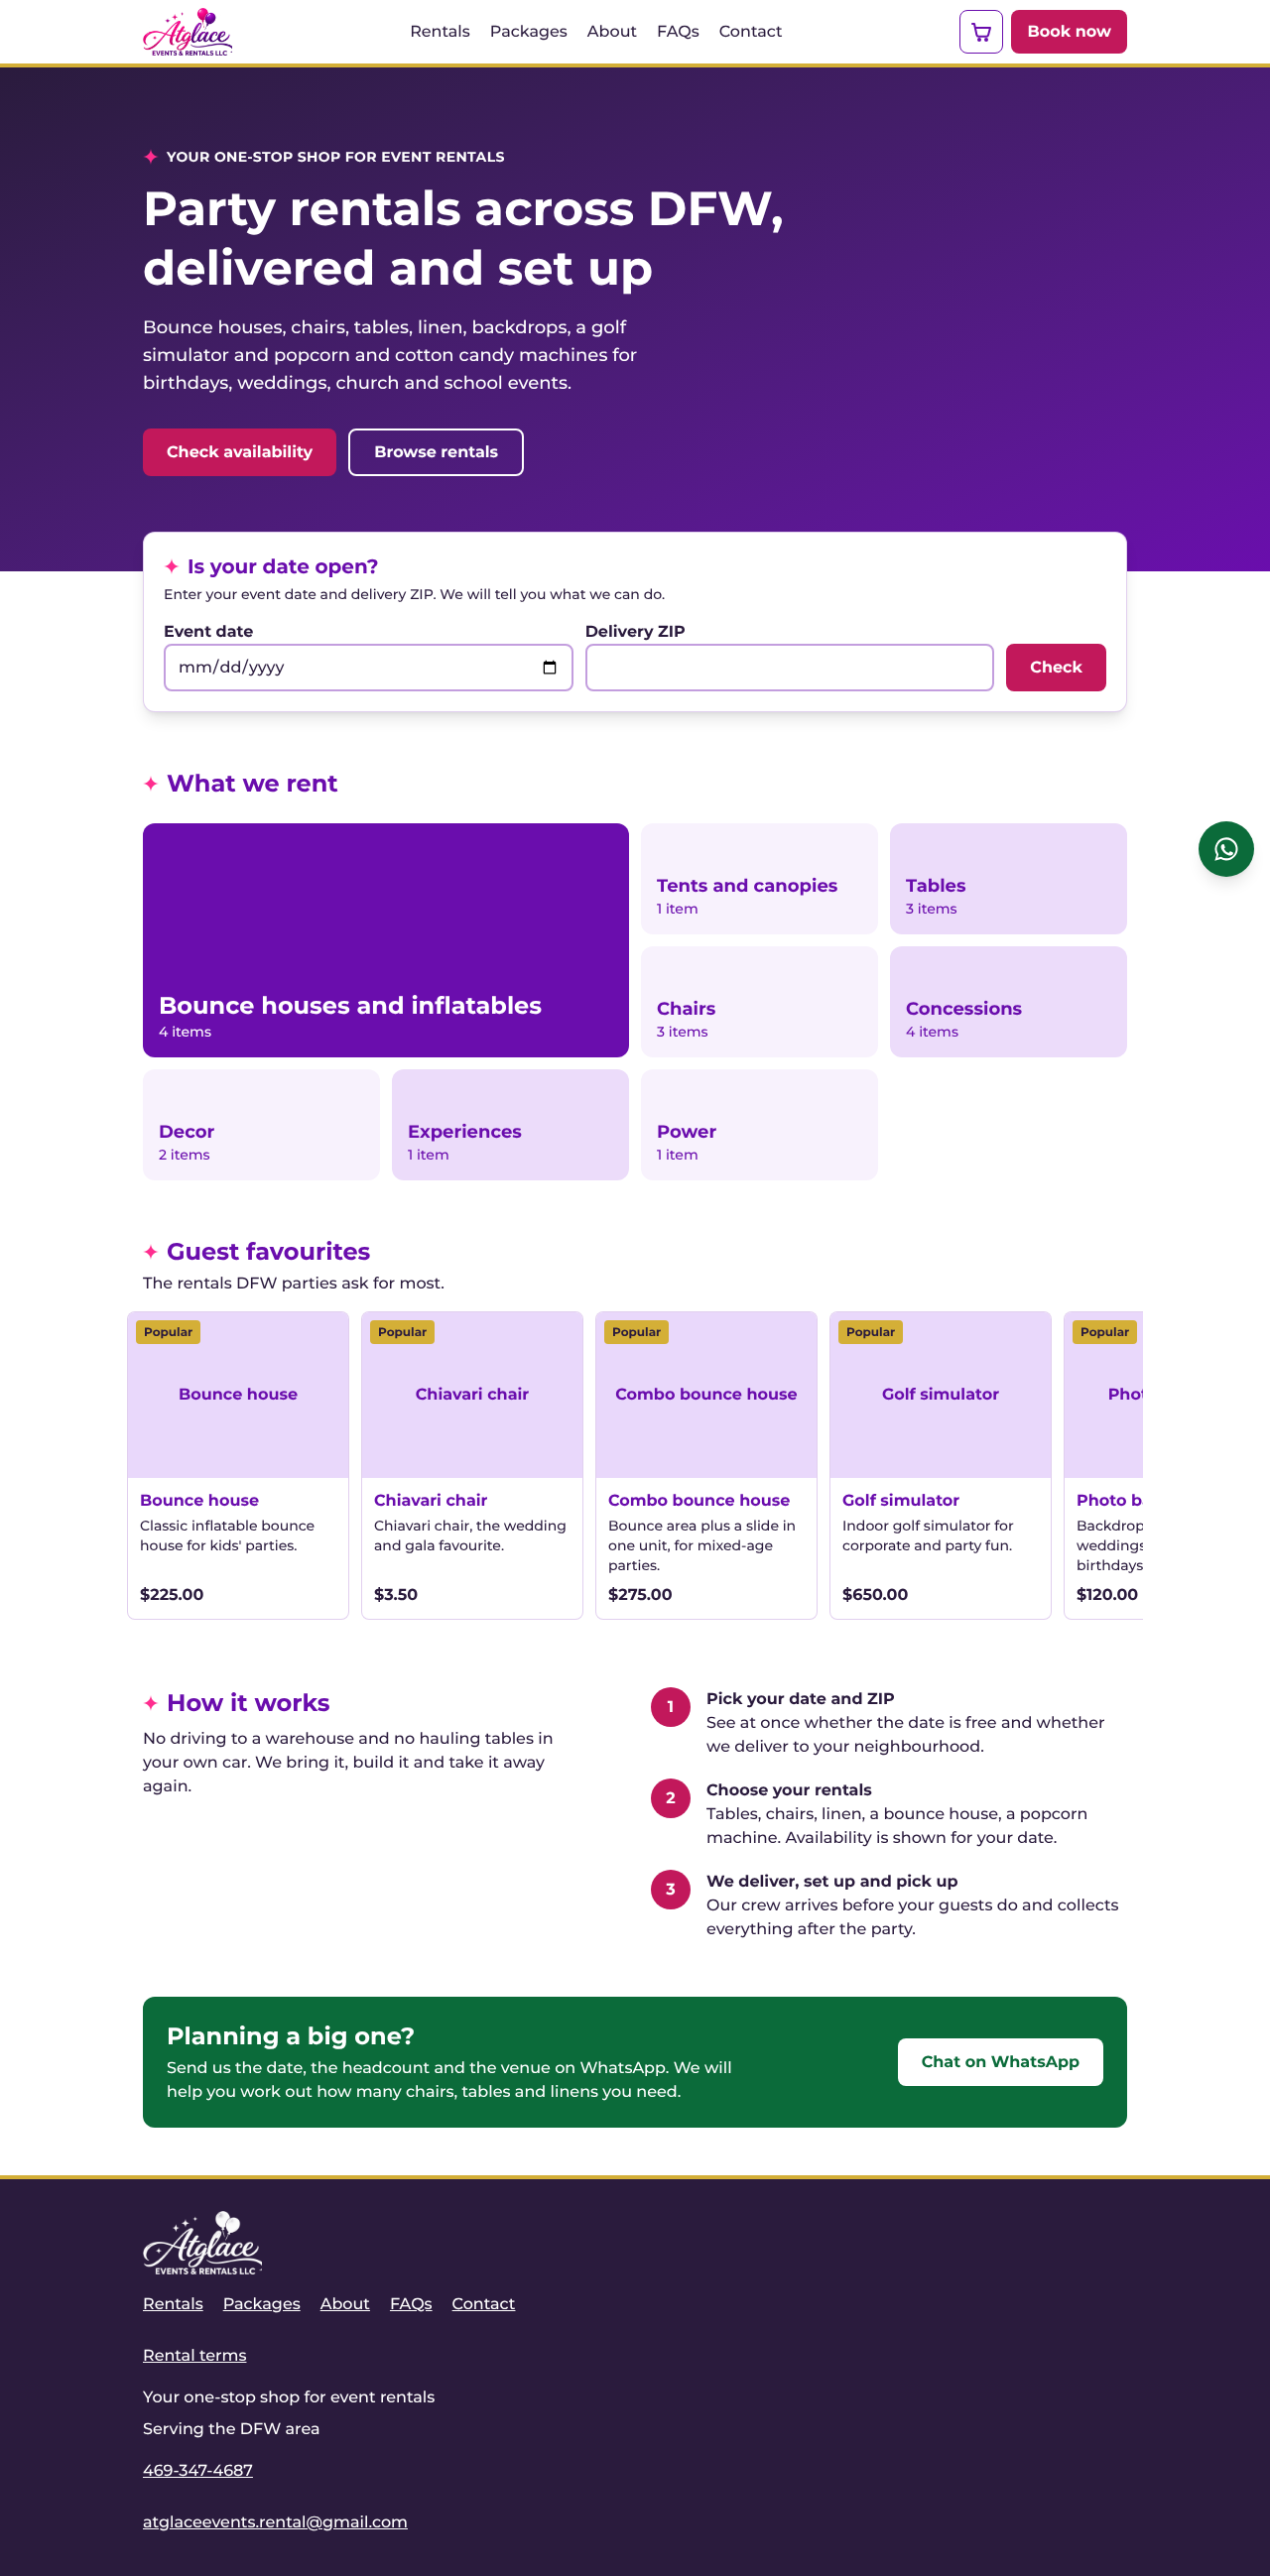 Atglace
EVENTS & RENTALS LLC
Rentals Packages About FAQs Contact
Book now
YOUR ONE-STOP SHOP FOR EVENT RENTALS
Party rentals across DFW,
delivered and set up
Bounce houses, chairs, tables, linen, backdrops, a golf
simulator and popcorn and cotton candy machines for
birthdays, weddings, church and school events.
Check availability
Browse rentals
Is your date open?
Enter your event date and delivery ZIP. We will tell you what we can do.
Event date
mm/dd/yyyy
Delivery ZIP
Check
What we rent
Bounce houses and inflatables
4 items
Tents and canopies
1 item
Tables
3 items
Chairs
3 items
Concessions
4 items
Decor
2 items
Experiences
1 item
Power
1 item
Guest favourites
The rentals DFW parties ask for most.
Popular
Bounce house
Bounce house
Classic inflatable bounce
house for kids' parties.
$225.00
Popular
Chiavari chair
Chiavari chair
Chiavari chair, the wedding
and gala favourite.
$3.50
Popular
Combo bounce house
Combo bounce house
Bounce area plus a slide in
one unit, for mixed-age
parties.
$275.00
Popular
Golf simulator
Golf simulator
Indoor golf simulator for
corporate and party fun.
$650.00
Popular
Phot
Photo b
Backdrop
weddings
birthdays
$120.00
How it works
No driving to a warehouse and no hauling tables in
your own car. We bring it, build it and take it away
again.
1
Pick your date and ZIP
See at once whether the date is free and whether
we deliver to your neighbourhood.
2
Choose your rentals
Tables, chairs, linen, a bounce house, a popcorn
machine. Availability is shown for your date.
3
We deliver, set up and pick up
Our crew arrives before your guests do and collects
everything after the party.
Planning a big one?
Send us the date, the headcount and the venue on WhatsApp. We will
help you work out how many chairs, tables and linens you need.
Chat on WhatsApp
Atglace
EVENTS & RENTALS LLC
Rentals Packages About FAQs Contact
Rental terms
Your one-stop shop for event rentals
Serving the DFW area
469-347-4687
atglaceevents.rental@gmail.com